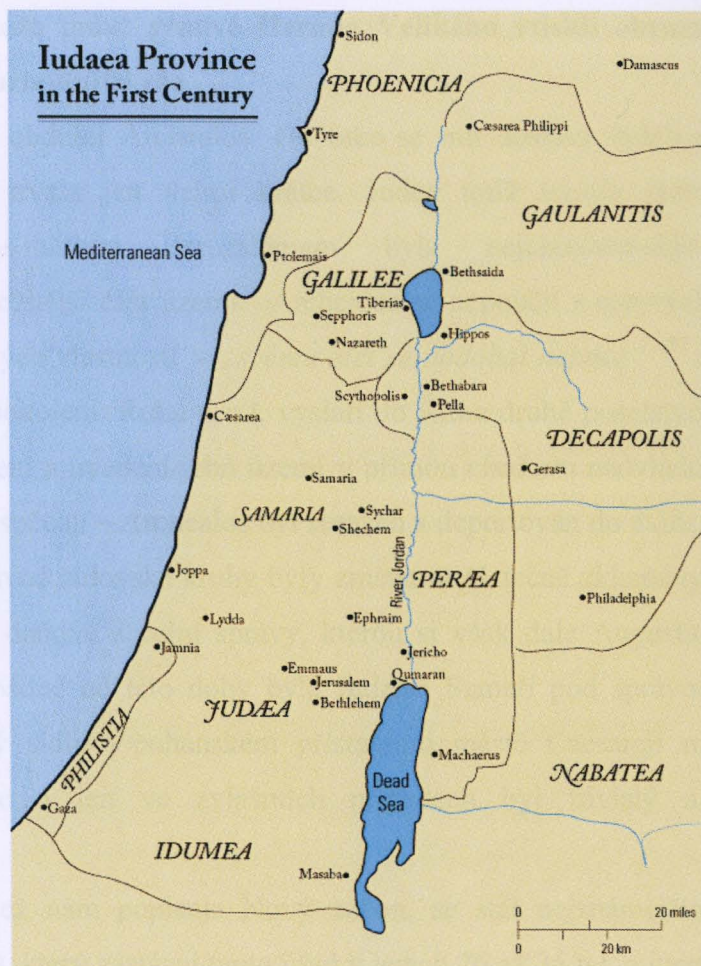 Iudaea Province
in the First Century
Sidon
Damascus
PHOENICIA
Tyre
Cæsarea Philippi
GAULANITIS
Mediterranean Sea
Ptolemais
Bethsaida
GALILEE
Tiberias
Sepphoris
Hippos
Nazareth
Bethabara
Scythopolis
Pella
Cæsarea
DECAPOLIS
Gerasa
Samaria
SAMARIA
Sychar
Shechem
River Jordan
Joppa
PERÆA
Philadelphia
Lydda
Ephraim
Jamnia
Jericho
Emmaus
Jerusalem
Qumaran
JUDÆA
Bethlehem
PHILISTIA
Machaerus
NABATEA
Dead
Sea
Gaza
IDUMEA
Masaba
0 20 miles
0 20 km